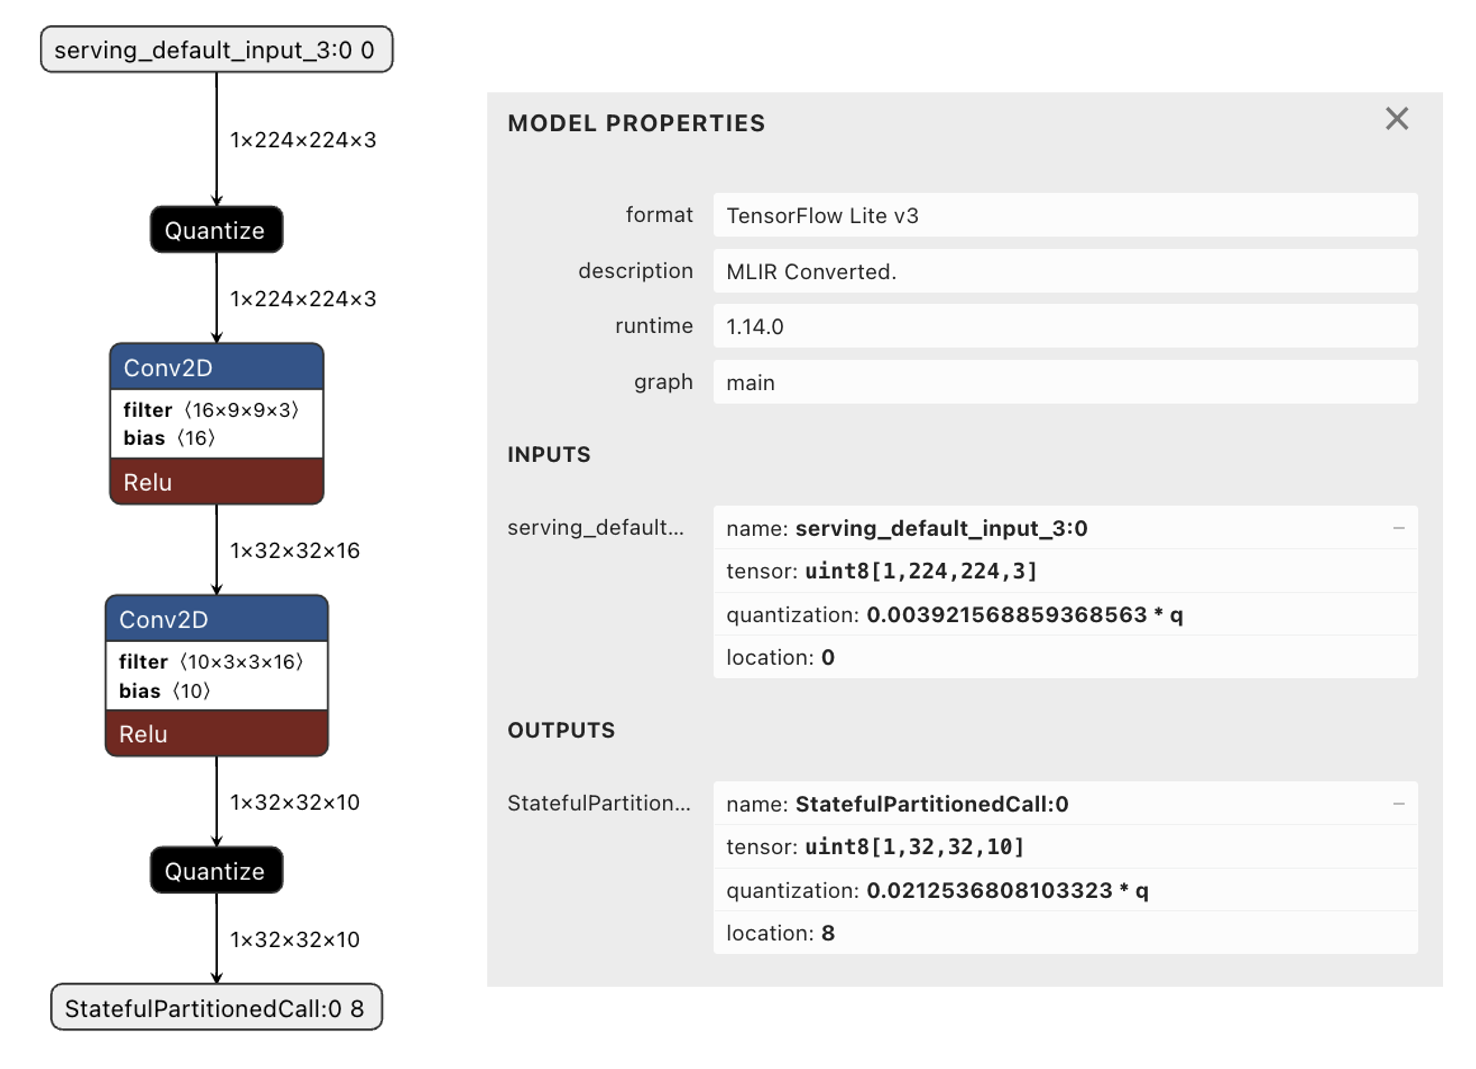 serving_default_input_3:0 0
1×224×224×3
Quantize
1×224×224×3
Conv2D
filter ⟨16×9×9×3⟩
bias ⟨16⟩
Relu
1×32×32×16
Conv2D
filter ⟨10×3×3×16⟩
bias ⟨10⟩
Relu
1×32×32×10
Quantize
1×32×32×10
StatefulPartitionedCall:0 8
MODEL PROPERTIES
format TensorFlow Lite v3
description MLIR Converted.
runtime 1.14.0
graph main
INPUTS
serving_default... name: serving_default_input_3:0
tensor: uint8[1,224,224,3]
quantization: 0.003921568859368563 * q
location: 0
OUTPUTS
StatefulPartition... name: StatefulPartitionedCall:0
tensor: uint8[1,32,32,10]
quantization: 0.0212536808103323 * q
location: 8